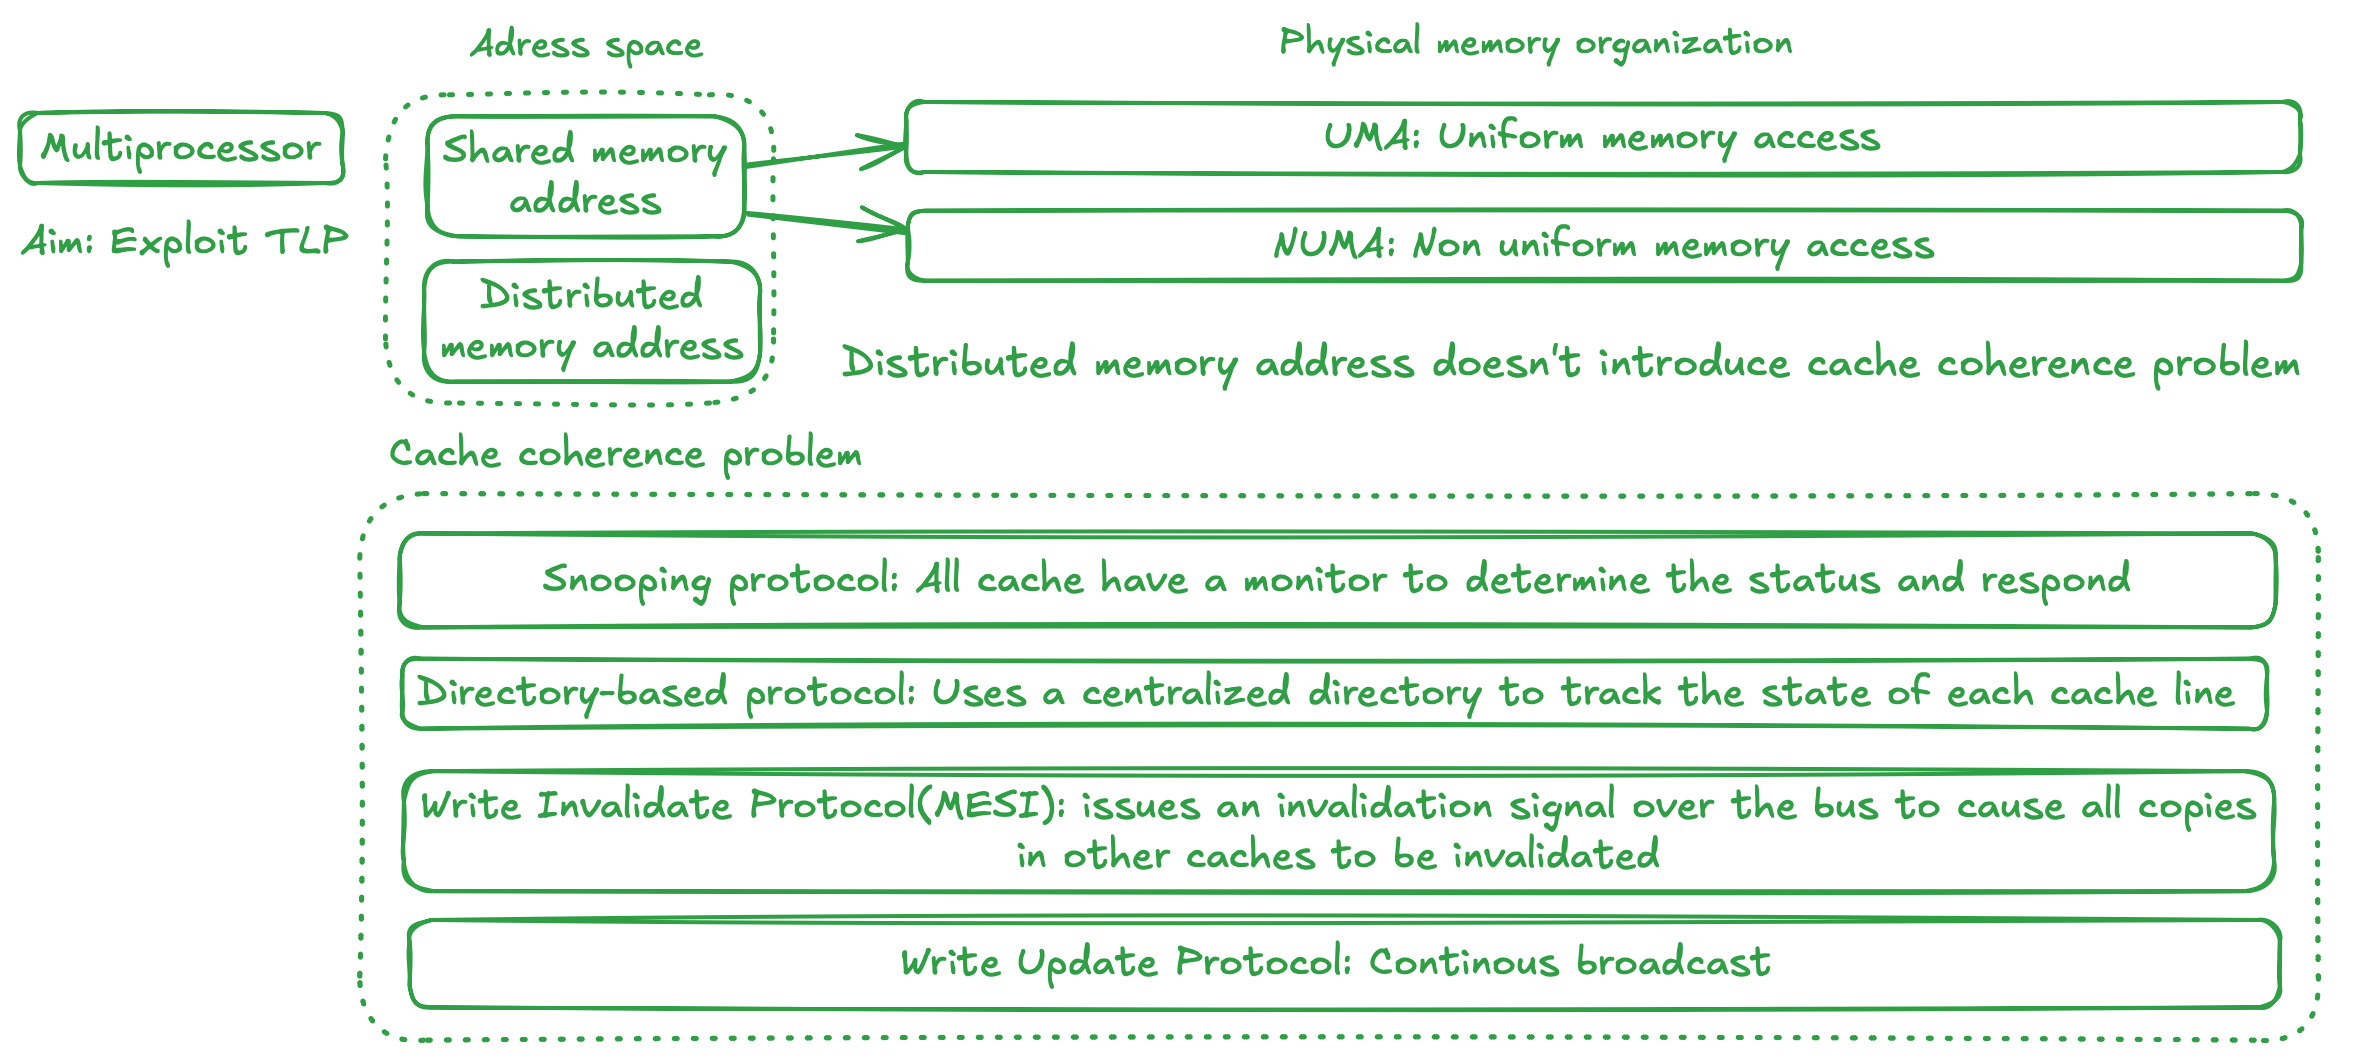 Adress space
Physical memory organization
Multiprocessor
Aim: Exploit TLP
Shared memory
address
Distributed
memory address
UMA: Uniform memory access
NUMA: Non uniform memory access
Distributed memory address doesn't introduce cache coherence problem
Cache coherence problem
Snooping protocol: All cache have a monitor to determine the status and respond
Directory-based protocol: Uses a centralized directory to track the state of each cache line
Write Invalidate Protocol(MESI): issues an invalidation signal over the bus to cause all copies
in other caches to be invalidated
Write Update Protocol: Continous broadcast